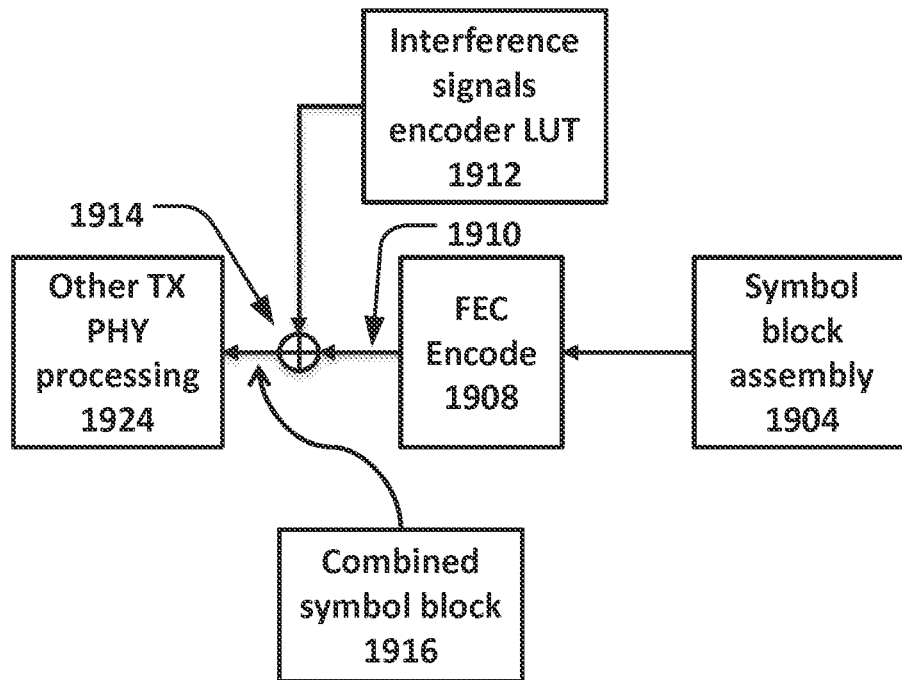 Interference
signals
encoder LUT
1912
1914
1910
Other TX
PHY
processing
1924
FEC
Encode
1908
Symbol
block
assembly
1904
Combined
symbol block
1916